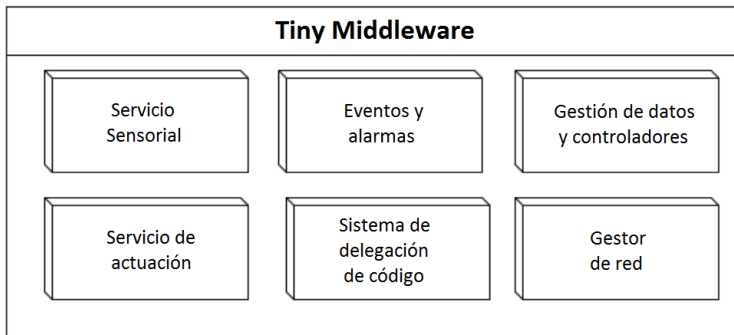 Tiny Middleware
Servicio
Sensorial
Eventos y
alarmas
Gestión de datos
y controladores
Servicio de
actuación
Sistema de
delegación
de código
Gestor
de red